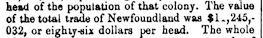 head of the population of that colony. The value
of the total trade of Newfoundland was $1.,245,-
032, or eighty-six dollars per head. The whole